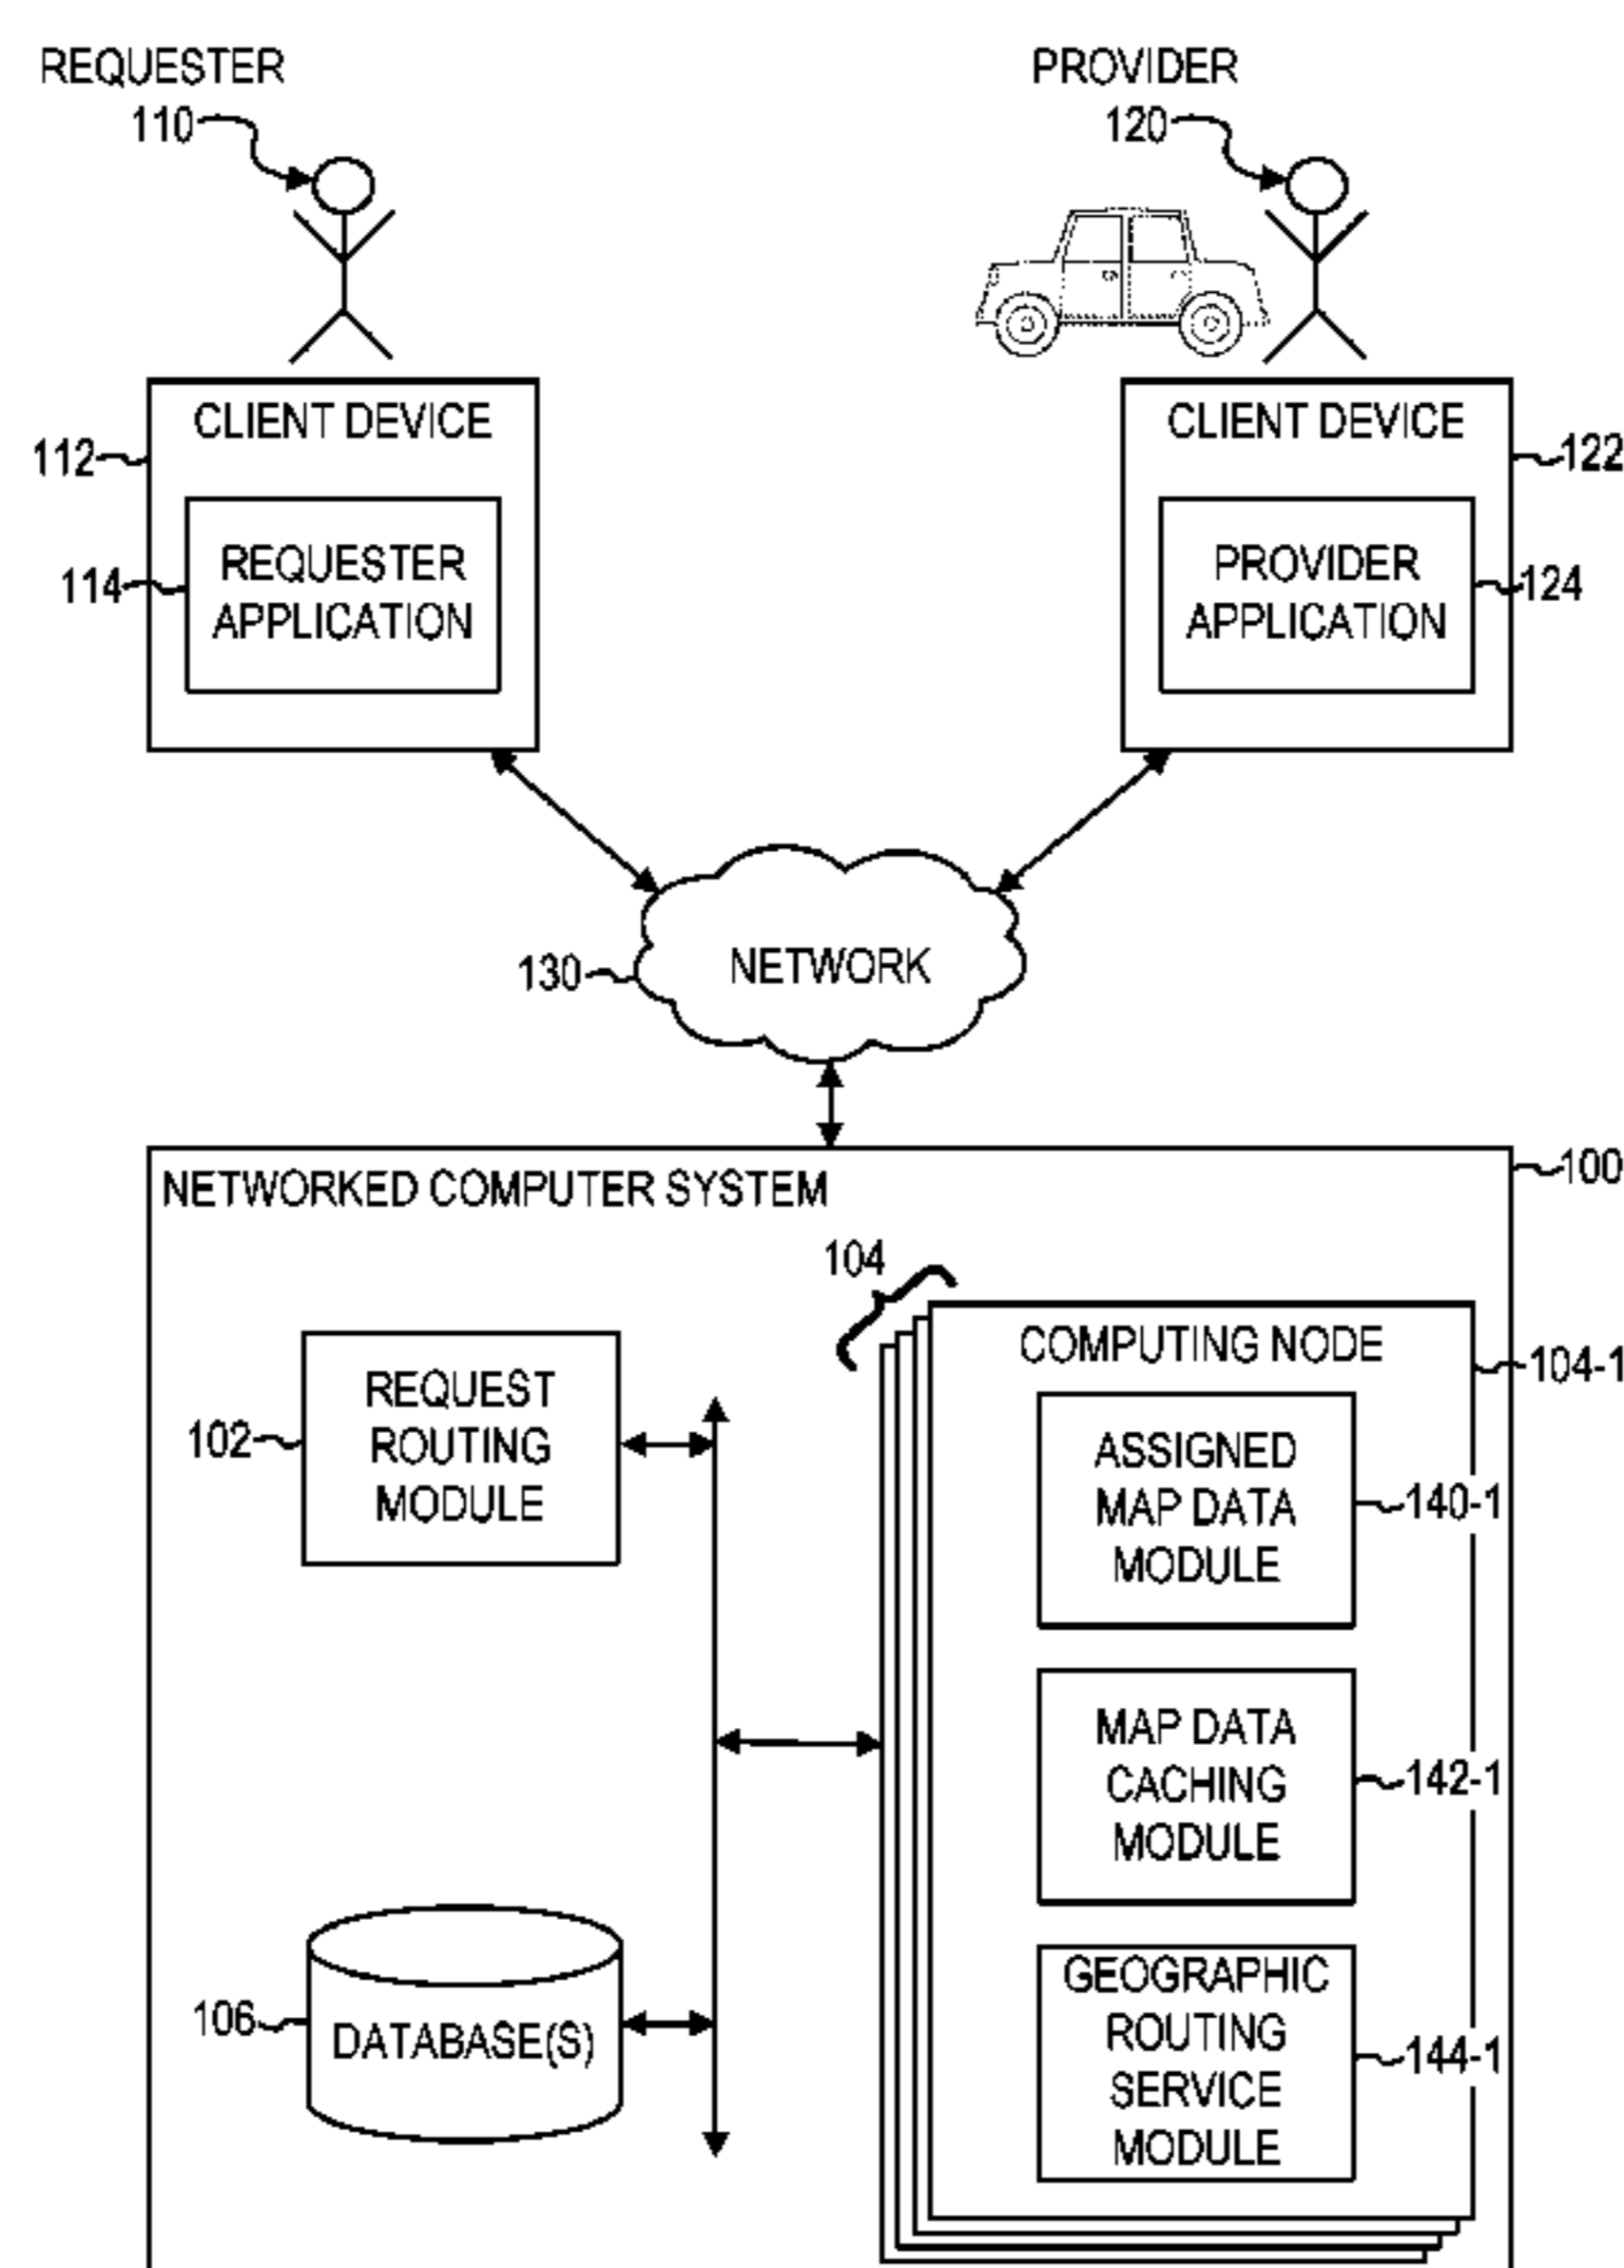 REQUESTER
110
PROVIDER
120
CLIENT DEVICE
112
REQUESTER
114
APPLICATION
CLIENT DEVICE
122
PROVIDER
124
APPLICATION
NETWORK
130
NETWORKED COMPUTER SYSTEM
100
104
COMPUTING NODE
104-1
REQUEST
ROUTING
MODULE
102
ASSIGNED
MAP DATA
MODULE
140-1
MAP DATA
CACHING
MODULE
142-1
DATABASE(S)
106
GEOGRAPHIC
ROUTING
SERVICE
MODULE
144-1